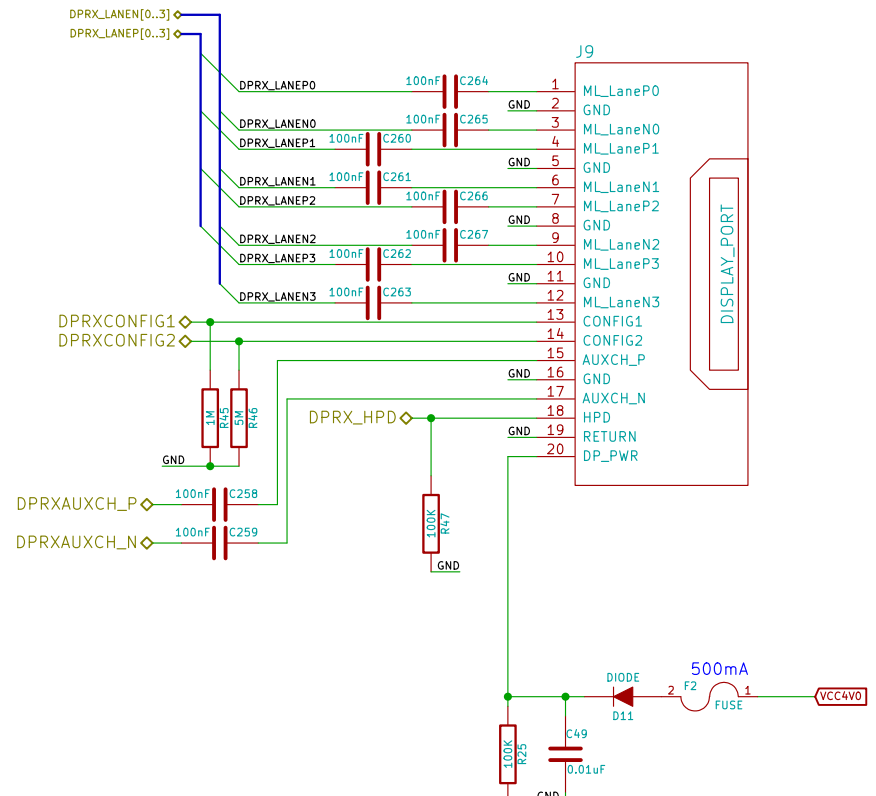 DPRX_LANEN[0..3]
DPRX_LANEP[0..3]
J9
DPRX_LANEP0 100nF C264 1 ML_LaneP0
GND 2 GND
DPRX_LANEN0 100nF C265 3 ML_LaneN0
DPRX_LANEP1 100nF C260 4 ML_LaneP1
GND 5 GND
DPRX_LANEN1 100nF C261 6 ML_LaneN1
DPRX_LANEP2 100nF C266 7 ML_LaneP2
GND 8 GND
DPRX_LANEN2 100nF C267 9 ML_LaneN2
DPRX_LANEP3 100nF C262 10 ML_LaneP3
GND 11 GND
DPRX_LANEN3 100nF C263 12 ML_LaneN3
DISPLAY_PORT
DPRXCONFIG1 13 CONFIG1
DPRXCONFIG2 14 CONFIG2
15 AUXCH_P
GND 16 GND
17 AUXCH_N
DPRX_HPD 18 HPD
GND 19 RETURN
20 DP_PWR
1M R45
5M R46
GND
DPRXAUXCH_P 100nF C258
DPRXAUXCH_N 100nF C259
100K R47
GND
500mA
DIODE
D11
2 F2 1
FUSE
VCC4V0
100K R25
C49
0.01uF
GND